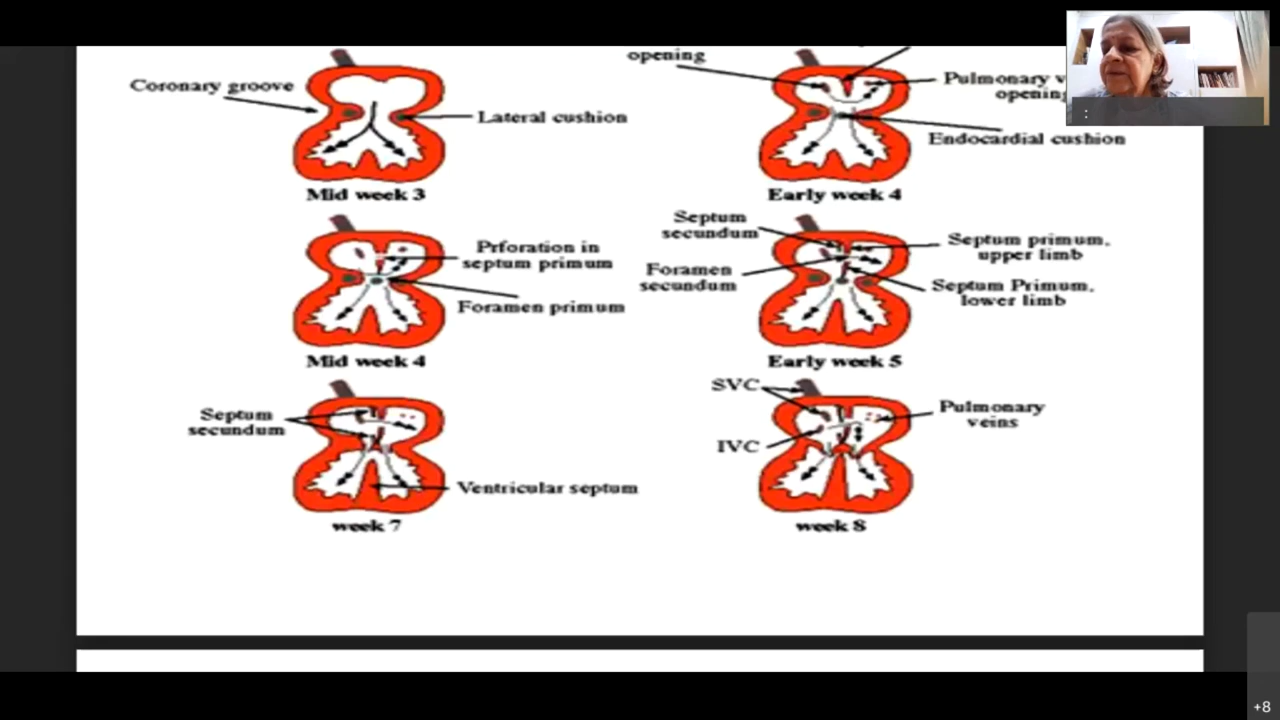 Coronary groove
Lateral cushion
Mid week 3
opening
Pulmonary v
opening
Endocardial cushion
Early week 4
Prforation in
septum primum
Foramen primum
Mid week 4
Septum
secundum
Foramen
secundum
Septum primum,
upper limb
Septum Primum,
lower limb
Early week 5
Septum
secundum
Ventricular septum
week 7
SVC
IVC
Pulmonary
veins
week 8
:
+8